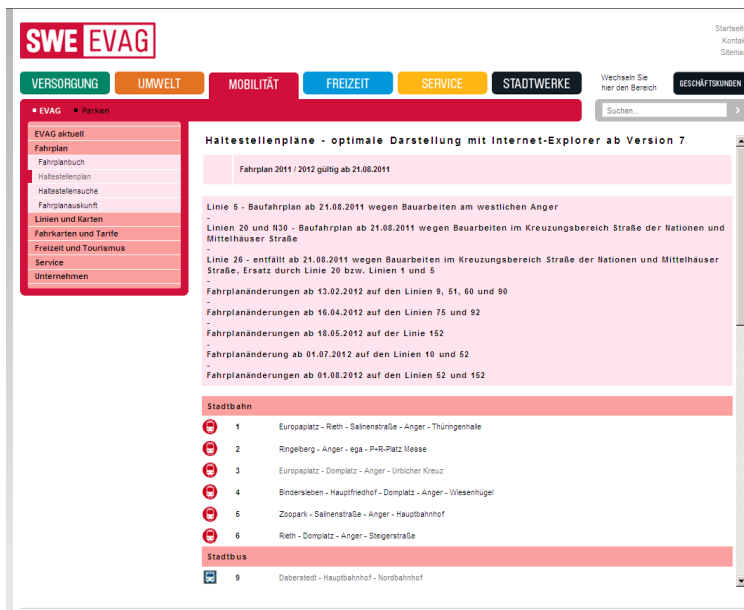 SWE EVAG
Startseite
Kontakt
Sitemap
VERSORGUNG UMWELT MOBILITÄT FREIZEIT SERVICE STADTWERKE
Wechseln Sie
hier den Bereich
GESCHÄFTSKUNDEN
EVAG Parken
Suchen...
EVAG aktuell
Fahrplan
Fahrplanbuch
Haltestellenplan
Haltestellensuche
Fahrplanauskunft
Linien und Karten
Fahrkarten und Tarife
Freizeit und Tourismus
Service
Unternehmen
Haltestellenpläne - optimale Darstellung mit Internet-Explorer ab Version 7
Fahrplan 2011 / 2012 gültig ab 21.08.2011
Linie 5 - Baufahrplan ab 21.08.2011 wegen Bauarbeiten am westlichen Anger
-
Linien 20 und N30 - Baufahrplan ab 21.08.2011 wegen Bauarbeiten im Kreuzungsbereich Straße der Nationen und
Mittelhäuser Straße
-
Linie 26 - entfällt ab 21.08.2011 wegen Bauarbeiten im Kreuzungsbereich Straße der Nationen und Mittelhäuser
Straße, Ersatz durch Linie 20 bzw. Linien 1 und 5
-
Fahrplanänderungen ab 13.02.2012 auf den Linien 9, 51, 60 und 90
-
Fahrplanänderungen ab 16.04.2012 auf den Linien 75 und 92
-
Fahrplanänderungen ab 18.05.2012 auf der Linie 152
-
Fahrplanänderung ab 01.07.2012 auf den Linien 10 und 52
-
Fahrplanänderungen ab 01.08.2012 auf den Linien 52 und 152
Stadtbahn
1 Europaplatz - Rieth - Salinenstraße - Anger - Thüringenhalle
2 Ringelberg - Anger - ega - P+R-Platz Messe
3 Europaplatz - Domplatz - Anger - Urbicher Kreuz
4 Bindersleben - Hauptfriedhof - Domplatz - Anger - Wiesenhügel
5 Zoopark - Salinenstraße - Anger - Hauptbahnhof
6 Rieth - Domplatz - Anger - Steigerstraße
Stadtbus
9 Daberstedt - Hauptbahnhof - Nordbahnhof